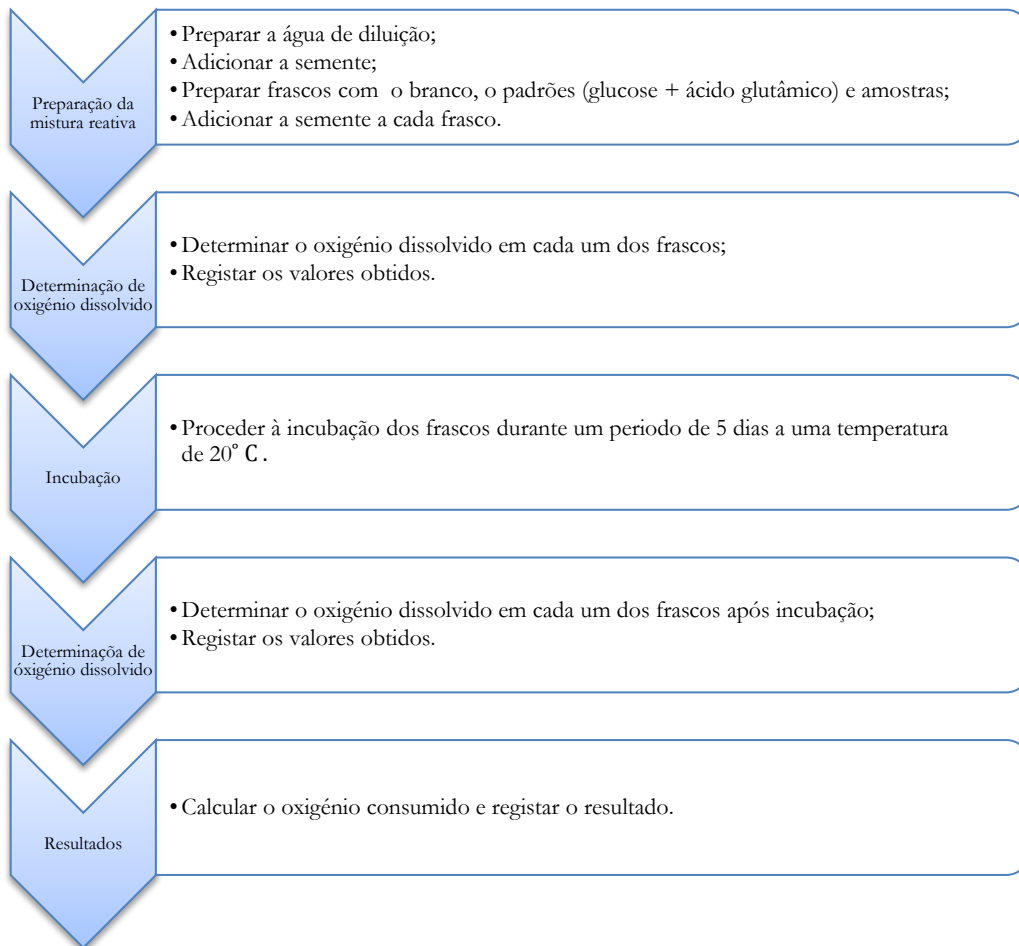 Preparação da
mistura reativa
• Preparar a água de diluição;
• Adicionar a semente;
• Preparar frascos com o branco, o padrões (glucose + ácido glutâmico) e amostras;
• Adicionar a semente a cada frasco.
Determinação de
oxigénio dissolvido
• Determinar o oxigénio dissolvido em cada um dos frascos;
• Registar os valores obtidos.
Incubação
• Proceder à incubação dos frascos durante um periodo de 5 dias a uma temperatura
de 20° C .
Determinaçõa de
óxigénio dissolvido
• Determinar o oxigénio dissolvido em cada um dos frascos após incubação;
• Registar os valores obtidos.
Resultados
• Calcular o oxigénio consumido e registar o resultado.